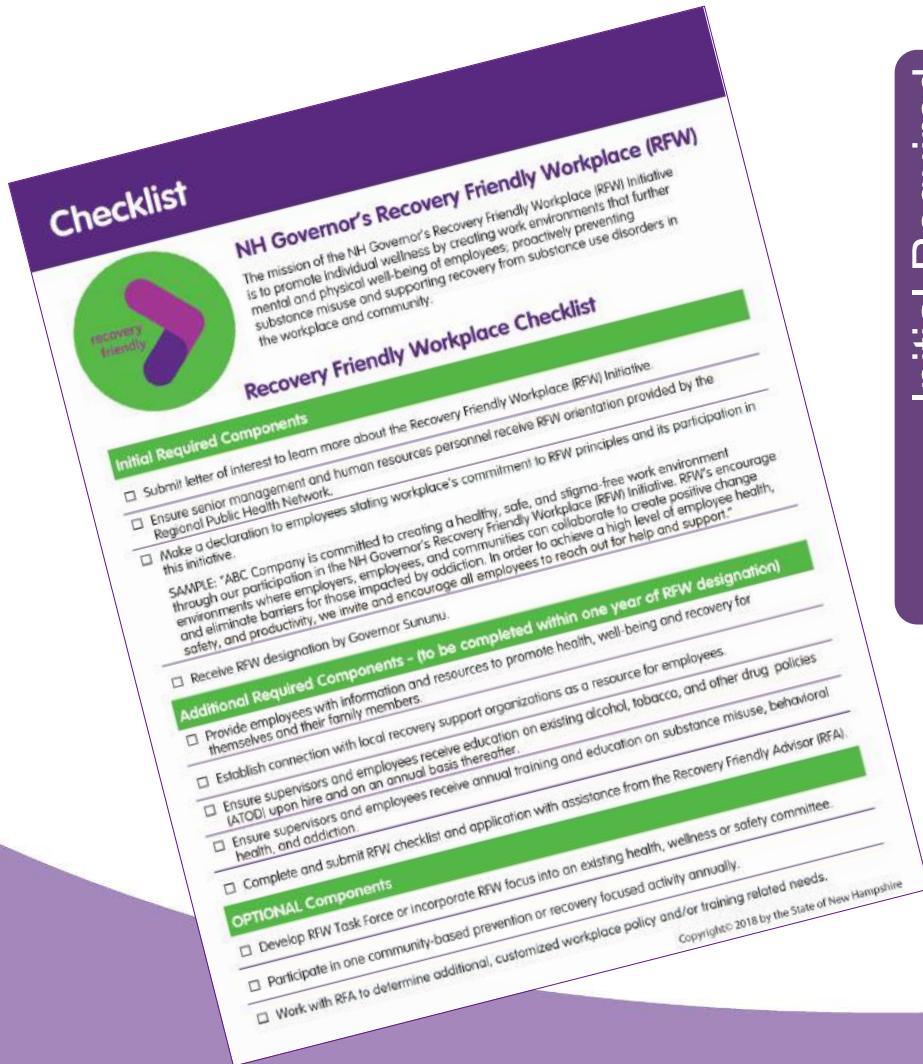 Checklist
recovery
friendly
NH Governor's Recovery Friendly Workplace (RFW)
The mission of the NH Governor's Recovery Friendly Workplace (RFW) Initiative
is to promote individual wellness by creating work environments that further
mental and physical well-being of employees; proactively preventing
substance misuse and supporting recovery from substance use disorders in
the workplace and community.
Recovery Friendly Workplace Checklist
Initial Required Components
☐ Submit letter of interest to learn more about the Recovery Friendly Workplace (RFW) Initiative.
☐ Ensure senior management and human resources personnel receive RFW orientation provided by the
Regional Public Health Network.
☐ Make a declaration to employees stating workplace's commitment to RFW principles and its participation in
this initiative.
SAMPLE: "ABC Company is committed to creating a healthy, safe, and stigma-free work environment
through our participation in the NH Governor's Recovery Friendly Workplace (RFW) Initiative. RFW's encourage
environments where employers, employees, and communities can collaborate to create positive change
and eliminate barriers for those impacted by addiction. In order to achieve a high level of employee health,
safety, and productivity, we invite and encourage all employees to reach out for help and support."
☐ Receive RFW designation by Governor Sununu.
Additional Required Components - (to be completed within one year of RFW designation)
☐ Provide employees with information and resources to promote health, well-being and recovery for
themselves and their family members.
☐ Establish connection with local recovery support organizations as a resource for employees.
☐ Ensure supervisors and employees receive education on existing alcohol, tobacco, and other drug policies
(ATOD) upon hire and on an annual basis thereafter.
☐ Ensure supervisors and employees receive annual training and education on substance misuse, behavioral
health, and addiction.
☐ Complete and submit RFW checklist and application with assistance from the Recovery Friendly Advisor (RFA).
OPTIONAL Components
☐ Develop RFW Task Force or incorporate RFW focus into an existing health, wellness or safety committee.
☐ Participate in one community-based prevention or recovery focused activity annually.
☐ Work with RFA to determine additional, customized workplace policy and/or training related needs.
Copyright© 2018 by the State of New Hampshire